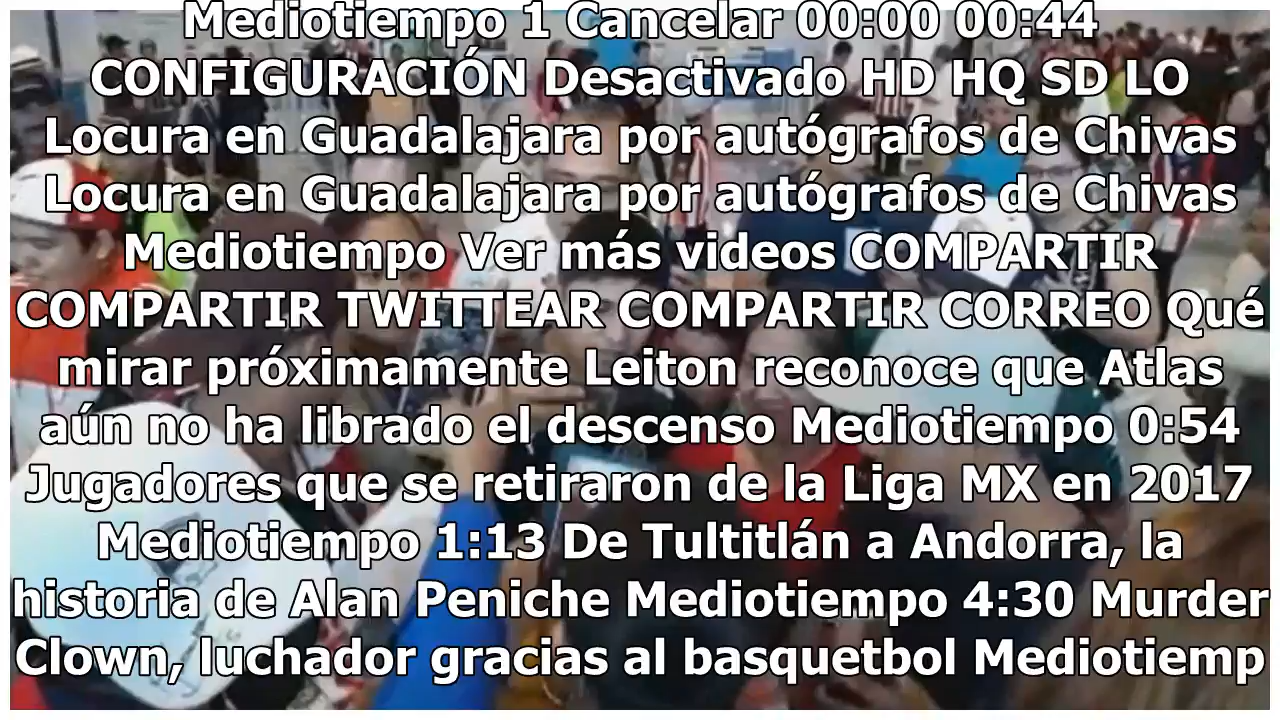 Mediotiempo 1 Cancelar 00:00 00:44
CONFIGURACIÓN Desactivado HD HQ SD LO
Locura en Guadalajara por autógrafos de Chivas
Locura en Guadalajara por autógrafos de Chivas
Mediotiempo Ver más videos COMPARTIR
COMPARTIR TWITTEAR COMPARTIR CORREO Qué
mirar próximamente Leiton reconoce que Atlas
aún no ha librado el descenso Mediotiempo 0:54
Jugadores que se retiraron de la Liga MX en 2017
Mediotiempo 1:13 De Tultitlán a Andorra, la
historia de Alan Peniche Mediotiempo 4:30 Murder
Clown, luchador gracias al basquetbol Mediotiemp